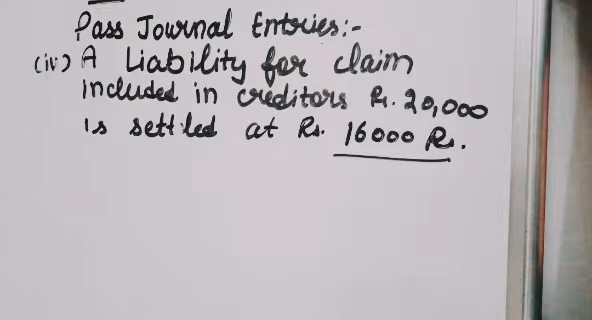 Pass Journal Entries:-
(iv) A Liability for claim
included in creditors Rs. 20,000
is settled at Rs. 16000 Rs.